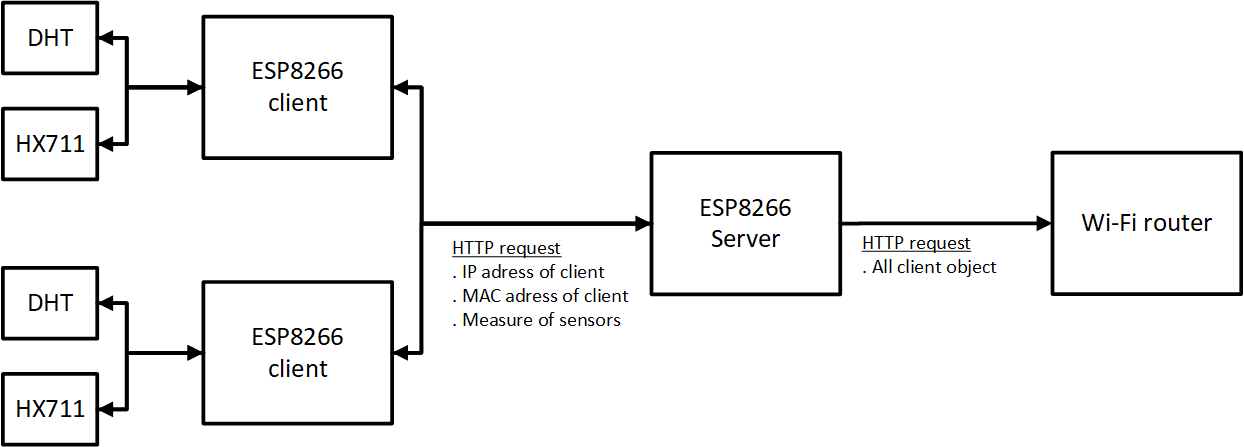 DHT
HX711
ESP8266
client
DHT
HX711
ESP8266
client
HTTP request
. IP adress of client
. MAC adress of client
. Measure of sensors
ESP8266
Server
HTTP request
. All client object
Wi-Fi router